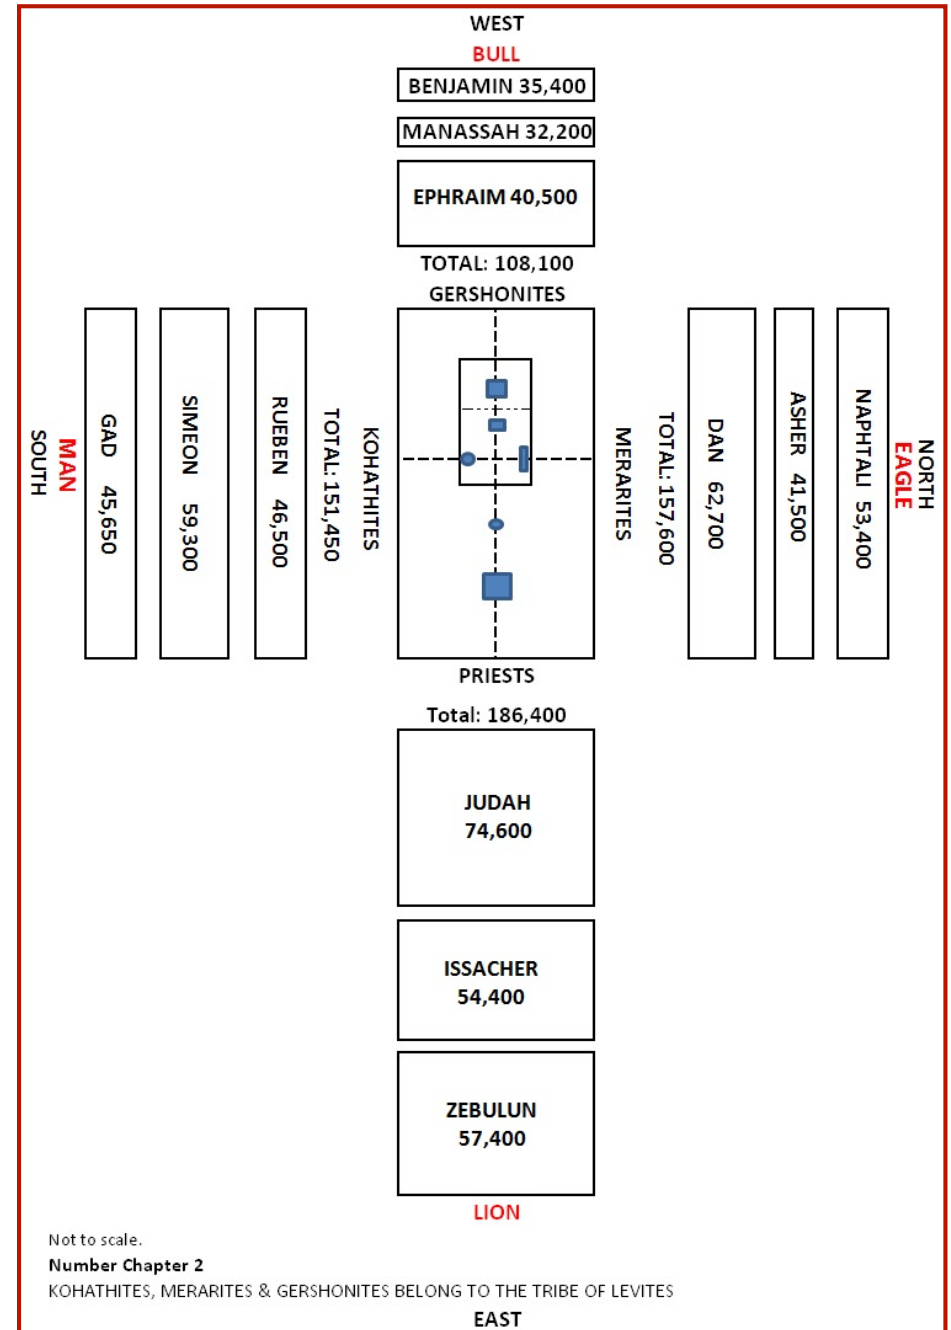 WEST
BULL
BENJAMIN 35,400
MANASSAH 32,200
EPHRAIM 40,500
TOTAL: 108,100
GERSHONITES
SOUTH
MAN
GAD 45,650
SIMEON 59,300
RUEBEN 46,500
TOTAL: 151,450
KOHATHITES
MERARITES
TOTAL: 157,600
DAN 62,700
ASHER 41,500
NAPHTALI 53,400
EAGLE
NORTH
PRIESTS
Total: 186,400
JUDAH
74,600
ISSACHER
54,400
ZEBULUN
57,400
LION
Not to scale.
Number Chapter 2
KOHATHITES, MERARITES & GERSHONITES BELONG TO THE TRIBE OF LEVITES
EAST